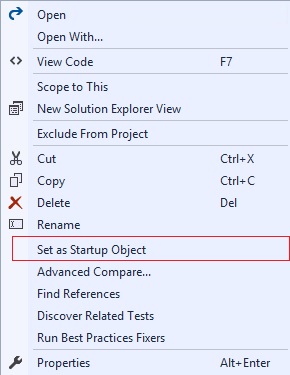 Open
Open With...
View Code F7
Scope to This
New Solution Explorer View
Exclude From Project
Cut Ctrl+X
Copy Ctrl+C
Delete Del
Rename
Set as Startup Object
Advanced Compare...
Find References
Discover Related Tests
Run Best Practices Fixers
Properties Alt+Enter